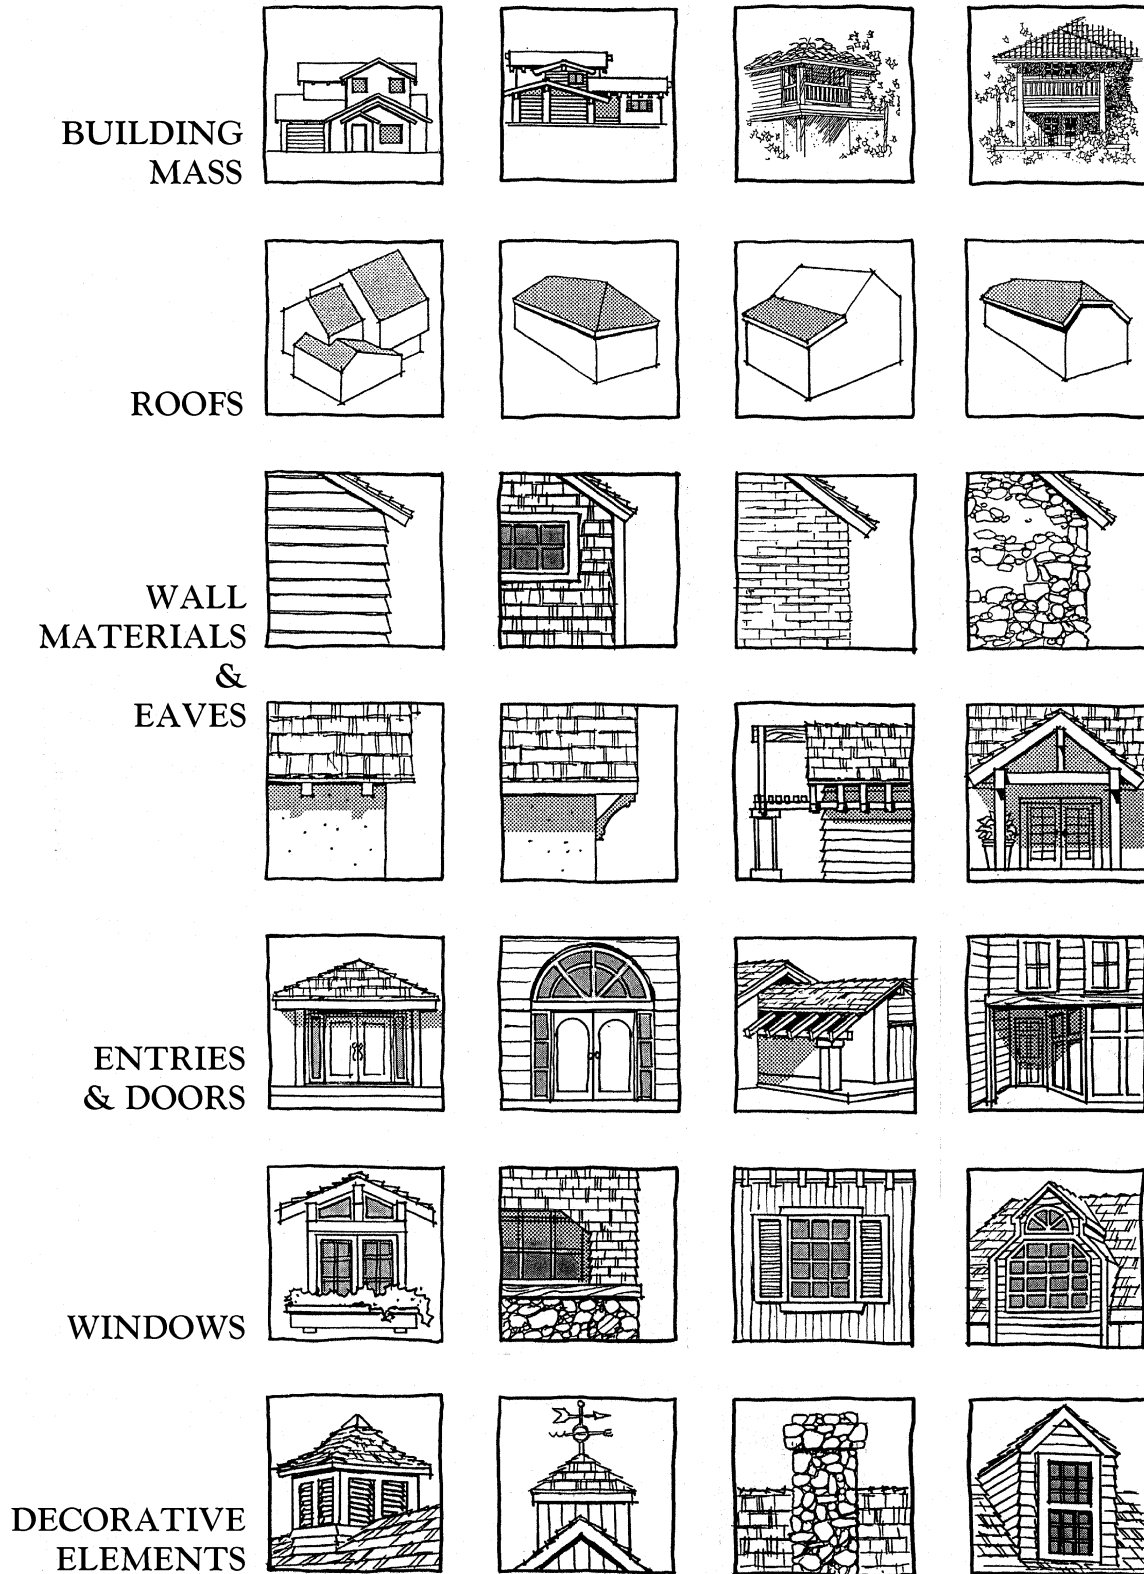 BUILDING
MASS
ROOFS
WALL
MATERIALS
&
EAVES
ENTRIES
& DOORS
WINDOWS
DECORATIVE
ELEMENTS